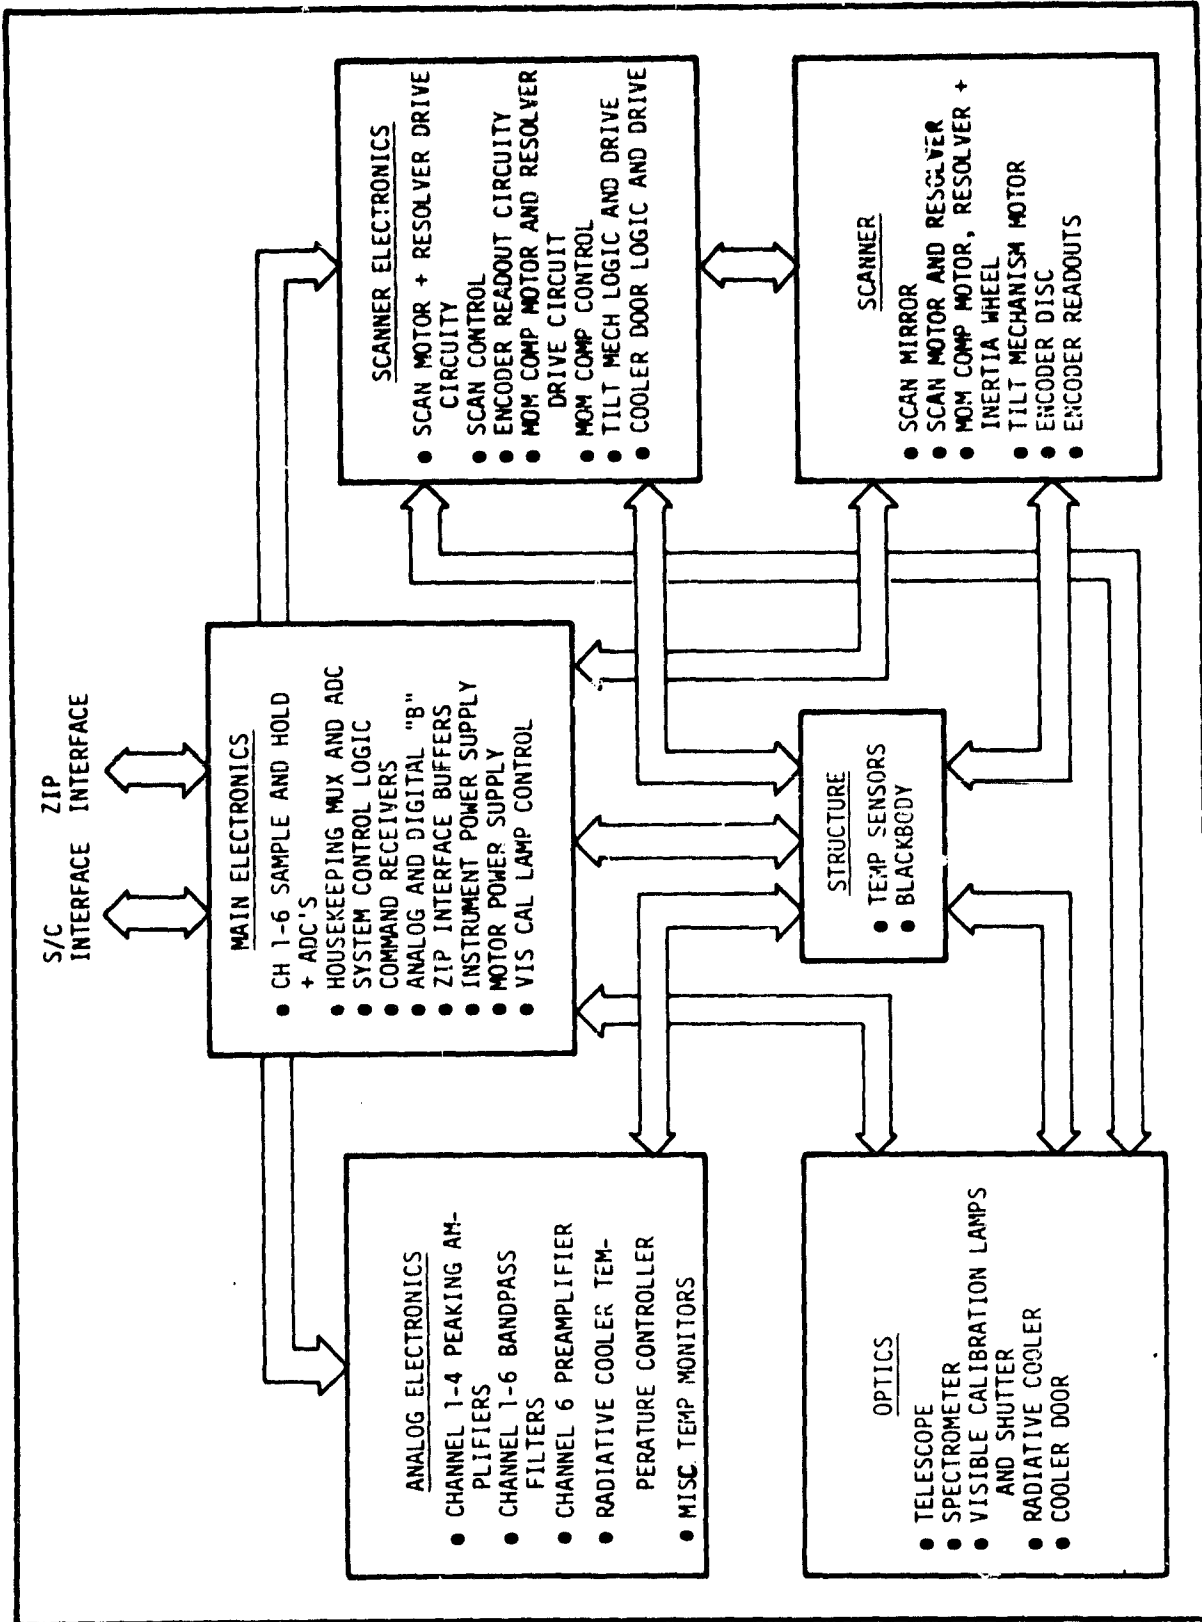 S/C ZIP
INTERFACE INTERFACE
MAIN ELECTRONICS
● CH 1-6 SAMPLE AND HOLD
+ ADC'S
● HOUSEKEEPING MUX AND ADC
● SYSTEM CONTROL LOGIC
● COMMAND RECEIVERS
● ANALOG AND DIGITAL "B"
● ZIP INTERFACE BUFFERS
● INSTRUMENT POWER SUPPLY
● MOTOR POWER SUPPLY
● VIS CAL LAMP CONTROL
ANALOG ELECTRONICS
● CHANNEL 1-4 PEAKING AM-
PLIFIERS
● CHANNEL 1-6 BANDPASS
FILTERS
● CHANNEL 6 PREAMPLIFIER
● RADIATIVE COOLER TEM-
PERATURE CONTROLLER
● MISC TEMP MONITORS
SCANNER ELECTRONICS
● SCAN MOTOR + RESOLVER DRIVE
CIRCUITY
● SCAN CONTROL
● ENCODER READOUT CIRCUITY
● MOM COMP MOTOR AND RESOLVER
DRIVE CIRCUIT
● MOM COMP CONTROL
● TILT MECH LOGIC AND DRIVE
● COOLER DOOR LOGIC AND DRIVE
STRUCTURE
● TEMP SENSORS
● BLACKBODY
OPTICS
● TELESCOPE
● SPECTROMETER
● VISIBLE CALIBRATION LAMPS
AND SHUTTER
● RADIATIVE COOLER
● COOLER DOOR
SCANNER
● SCAN MIRROR
● SCAN MOTOR AND RESOLVER
● MOM COMP MOTOR, RESOLVER +
INERTIA WHEEL
● TILT MECHANISM MOTOR
● ENCODER DISC
● ENCODER READOUTS